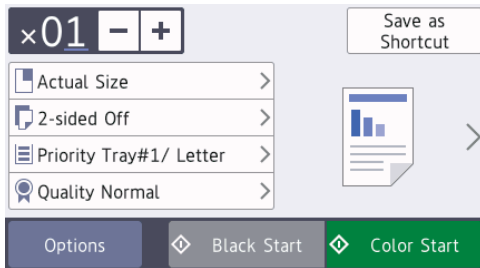 ×01 − +
Save as
Shortcut
Actual Size
2-sided Off
Priority Tray#1/ Letter
Quality Normal
Options
Black Start
Color Start